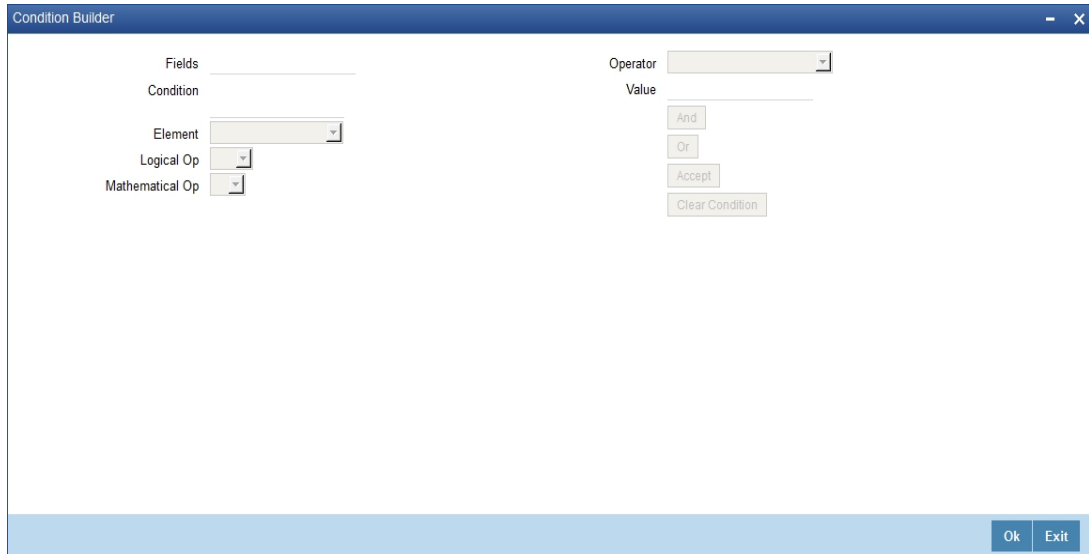 Condition Builder
Fields
Condition
Element
Logical Op
Mathematical Op
Operator
Value
And
Or
Accept
Clear Condition
Ok
Exit